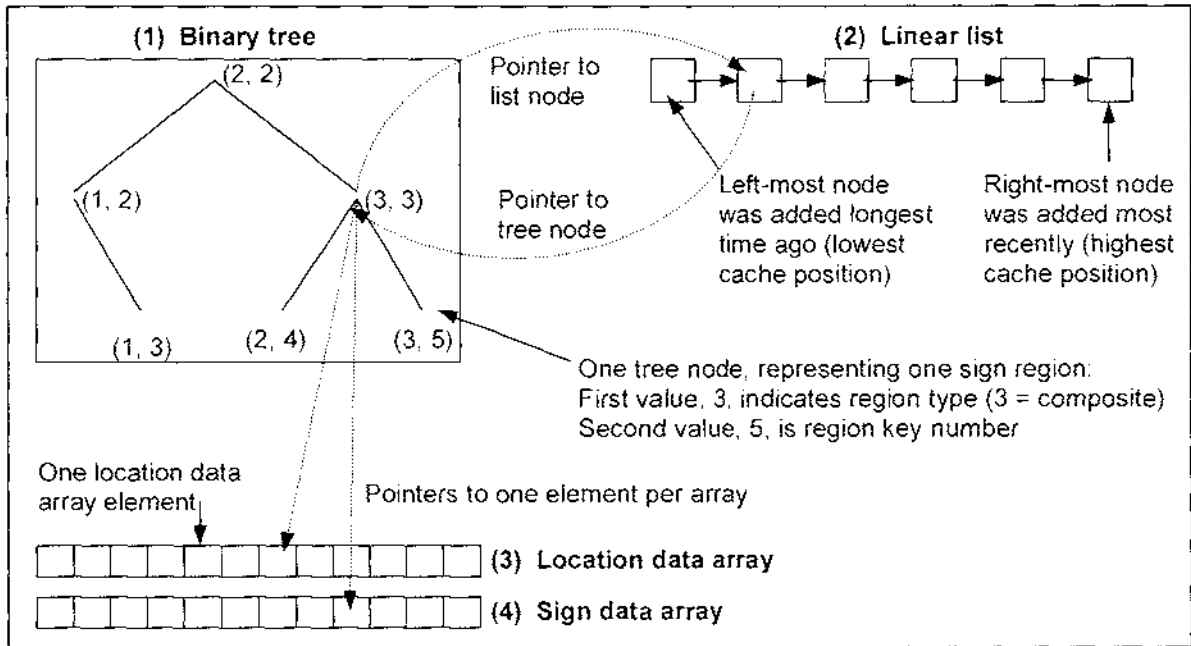 (1) Binary tree
(2, 2)
(1, 2)
(3, 3)
(1, 3)
(2, 4)
(3, 5)
Pointer to
list node
Pointer to
tree node
(2) Linear list
Left-most node
was added longest
time ago (lowest
cache position)
Right-most node
was added most
recently (highest
cache position)
One tree node, representing one sign region:
First value, 3, indicates region type (3 = composite)
Second value, 5, is region key number
One location data
array element
Pointers to one element per array
(3) Location data array
(4) Sign data array